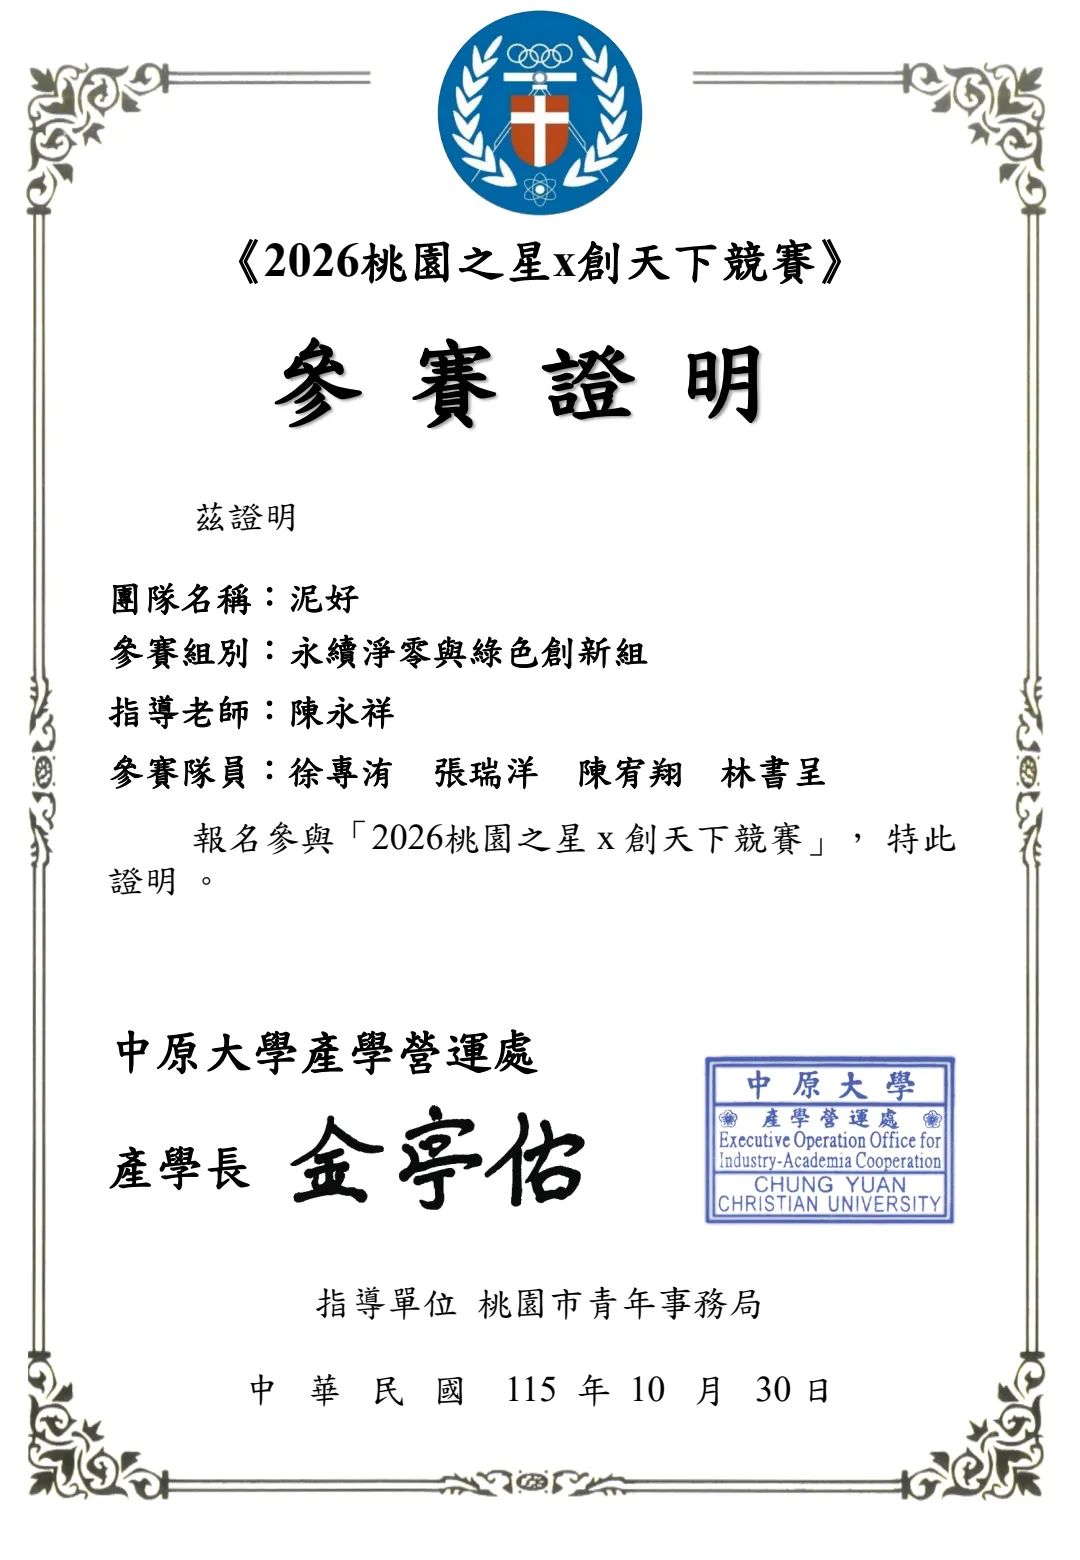 《2026桃園之星x創天下競賽》
參賽證明
茲證明
團隊名稱：泥好
參賽組別：永續淨零與綠色創新組
指導老師：陳永祥
參賽隊員：徐專洧　張瑞洋　陳宥翔　林書呈
報名參與「2026桃園之星 x 創天下競賽」， 特此
證明 。
中原大學產學營運處
產學長 金亭佑
中原大學
產學營運處
Executive Operation Office for
Industry-Academia Cooperation
CHUNG YUAN
CHRISTIAN UNIVERSITY
指導單位 桃園市青年事務局
中 華 民 國 115 年 10 月 30 日